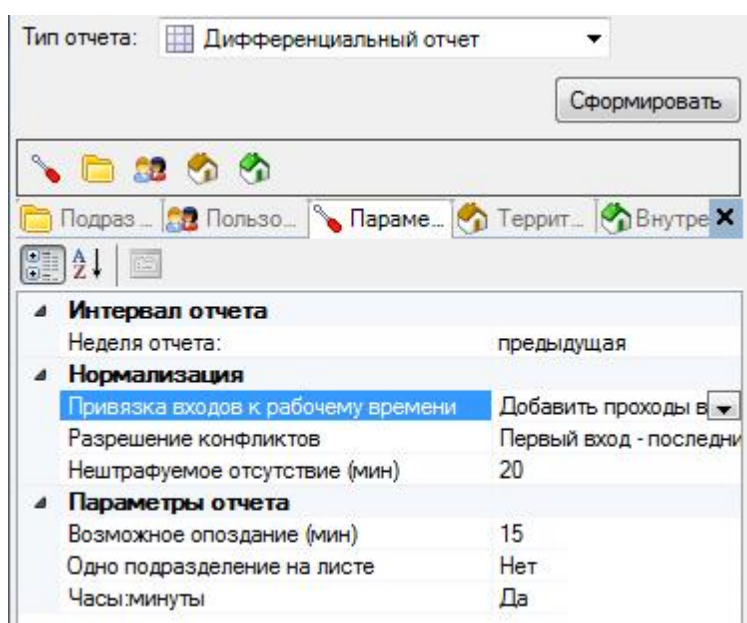 Тип отчета: Дифференциальный отчет
Сформировать
Подраз ... Пользо... Параме... Террит... Внутре
Интервал отчета
Неделя отчета: предыдущая
Нормализация
Привязка входов к рабочему времени Добавить проходы в
Разрешение конфликтов Первый вход - последни
Нештрафуемое отсутствие (мин) 20
Параметры отчета
Возможное опоздание (мин) 15
Одно подразделение на листе Нет
Часы:минуты Да